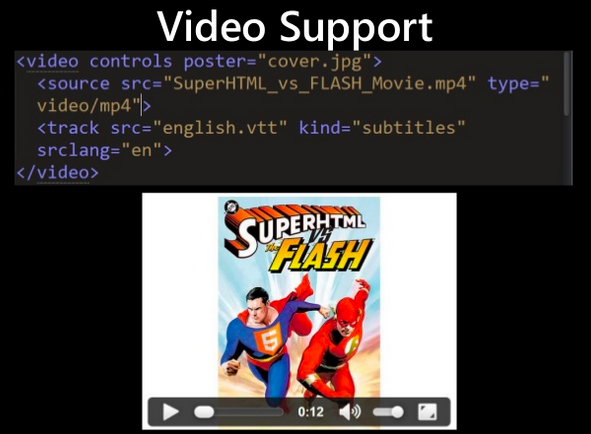 Video Support
<video controls poster="cover.jpg">
<source src="SuperHTML_vs_FLASH_Movie.mp4" type="
video/mp4">
<track src="english.vtt" kind="subtitles"
srclang="en">
</video>
SUPERHTML
VS
The FLASH
5
0:12